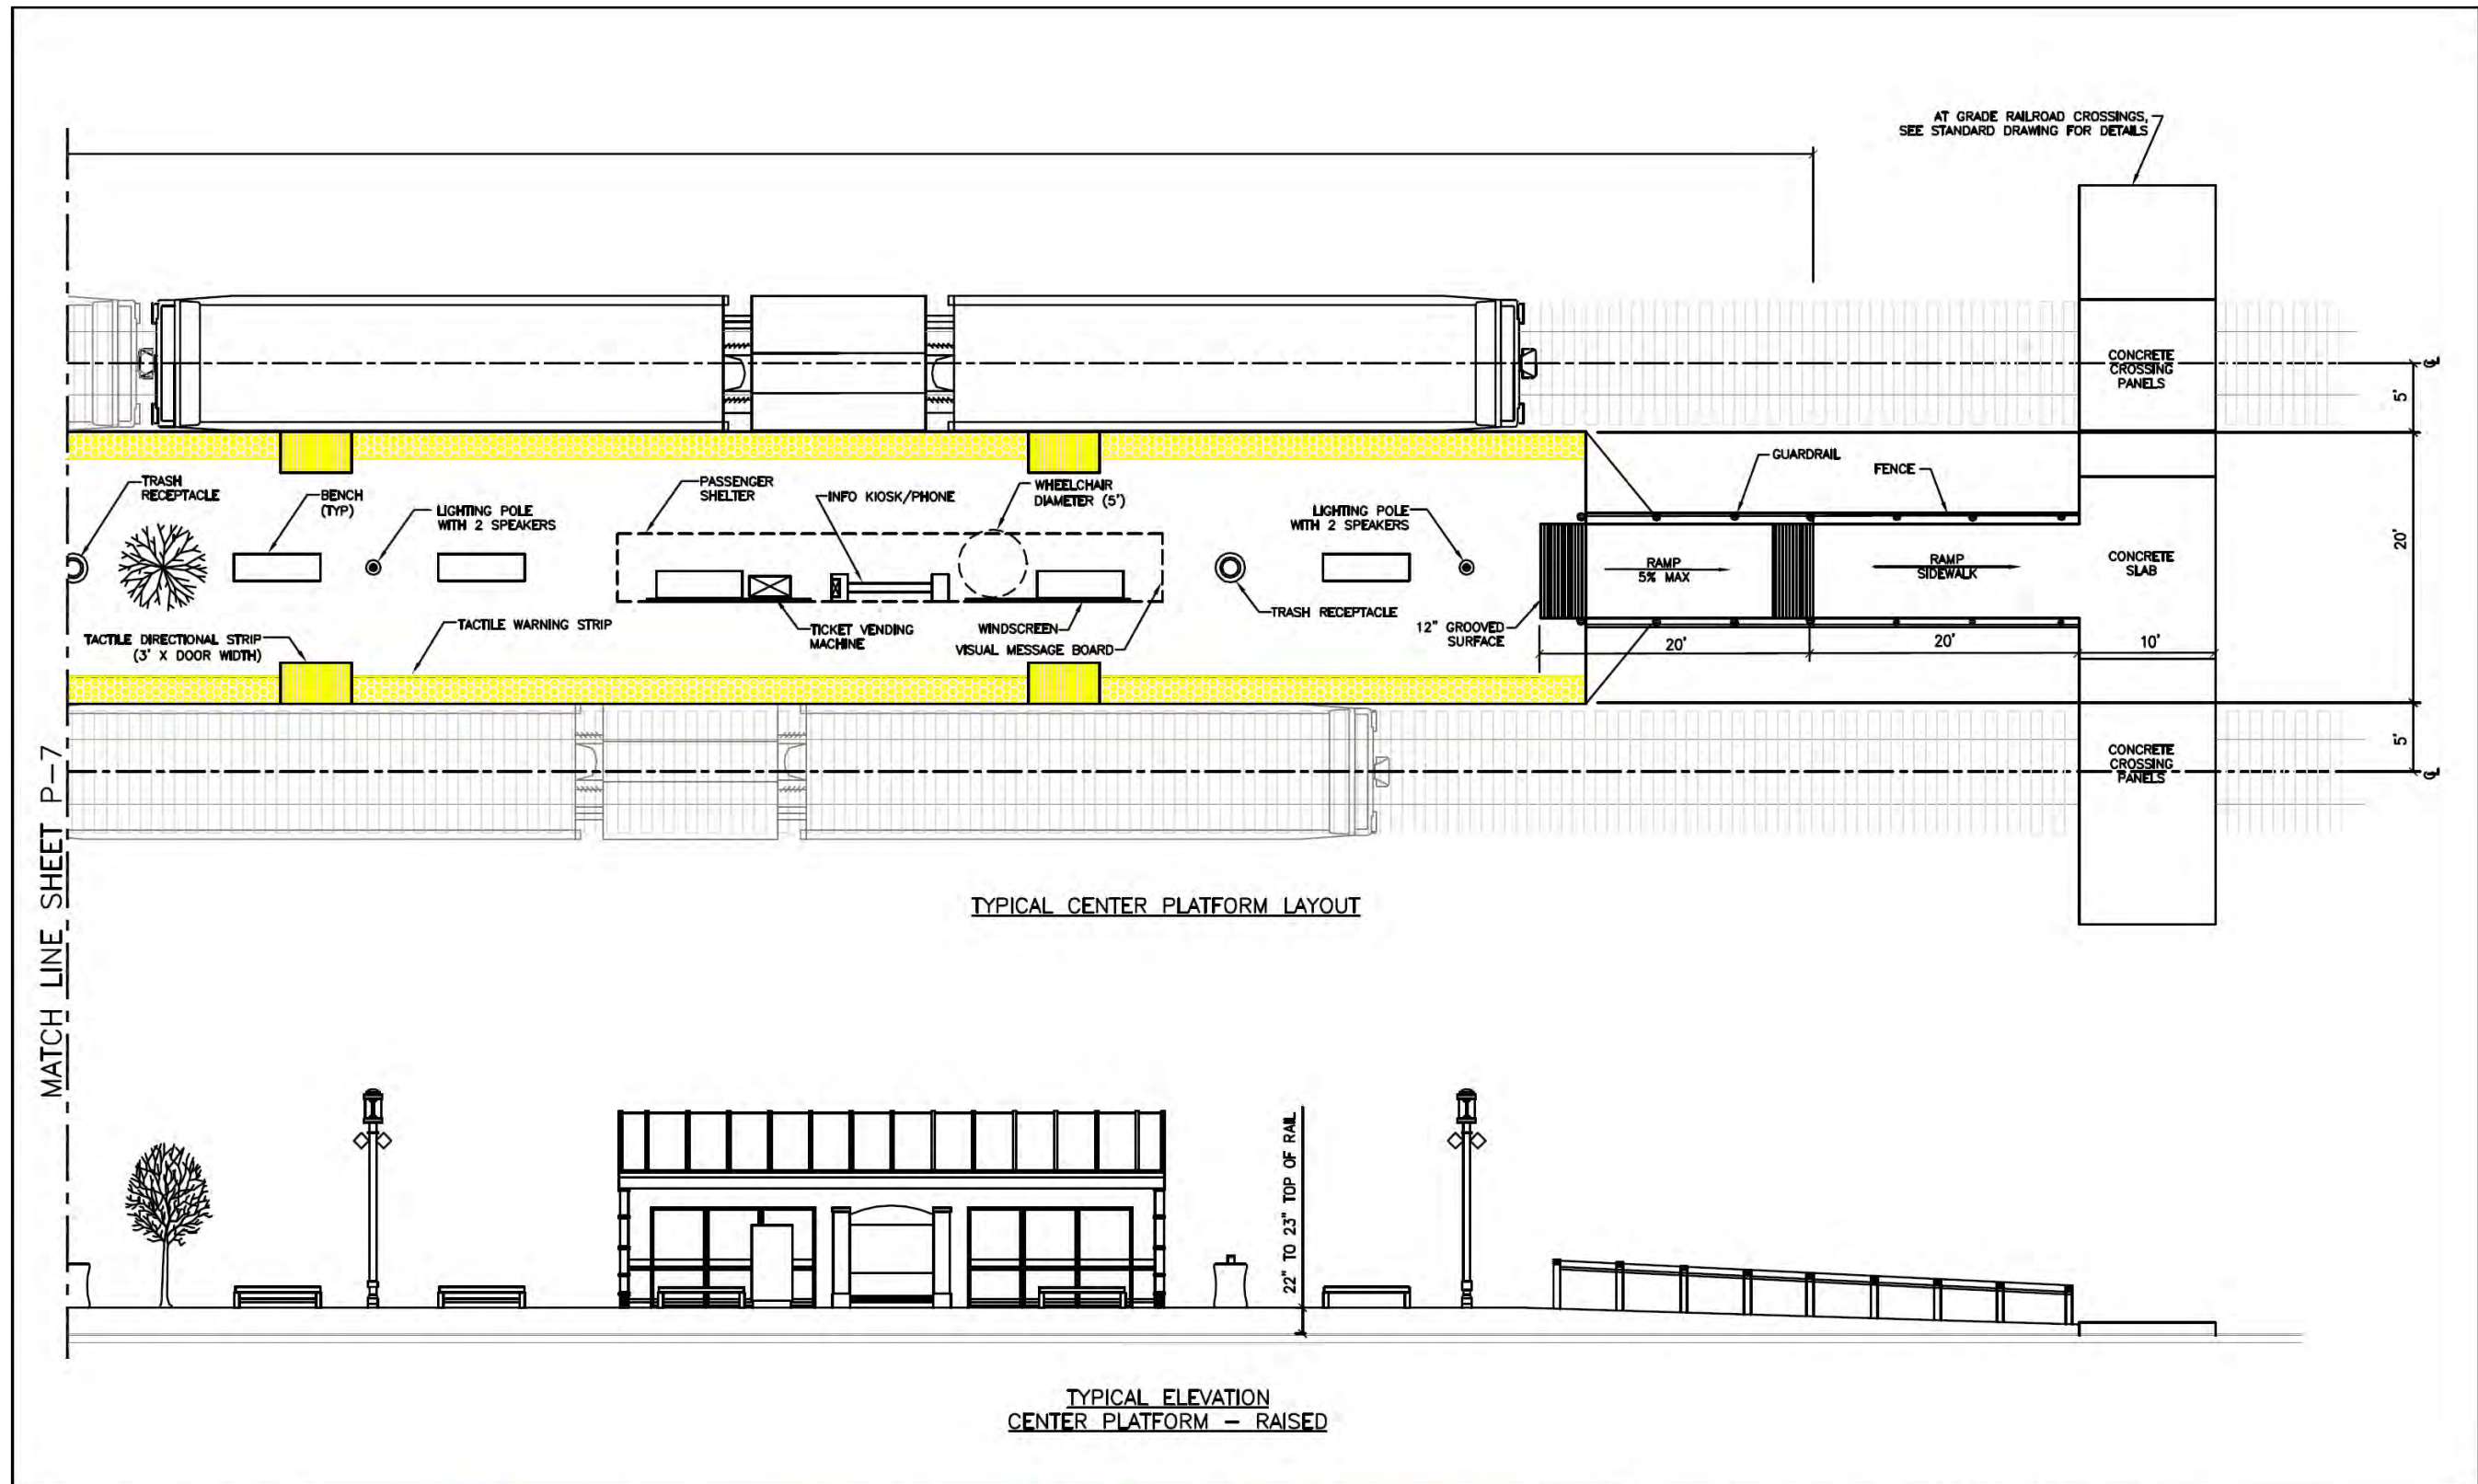 AT GRADE RAILROAD CROSSINGS,
SEE STANDARD DRAWING FOR DETAILS
CONCRETE
CROSSING
PANELS
℄
5'
GUARDRAIL
FENCE
TRASH
RECEPTACLE
BENCH
(TYP)
LIGHTING POLE
WITH 2 SPEAKERS
PASSENGER
SHELTER
INFO KIOSK/PHONE
WHEELCHAIR
DIAMETER (5')
LIGHTING POLE
WITH 2 SPEAKERS
RAMP
5% MAX
RAMP
SIDEWALK
CONCRETE
SLAB
20'
TACTILE DIRECTIONAL STRIP
(3' X DOOR WIDTH)
TACTILE WARNING STRIP
TICKET VENDING
MACHINE
WINDSCREEN
VISUAL MESSAGE BOARD
TRASH RECEPTACLE
12" GROOVED
SURFACE
20'
20'
10'
5'
CONCRETE
CROSSING
PANELS
℄
MATCH LINE SHEET P-7
TYPICAL CENTER PLATFORM LAYOUT
22" TO 23" TOP OF RAIL
TYPICAL ELEVATION
CENTER PLATFORM - RAISED